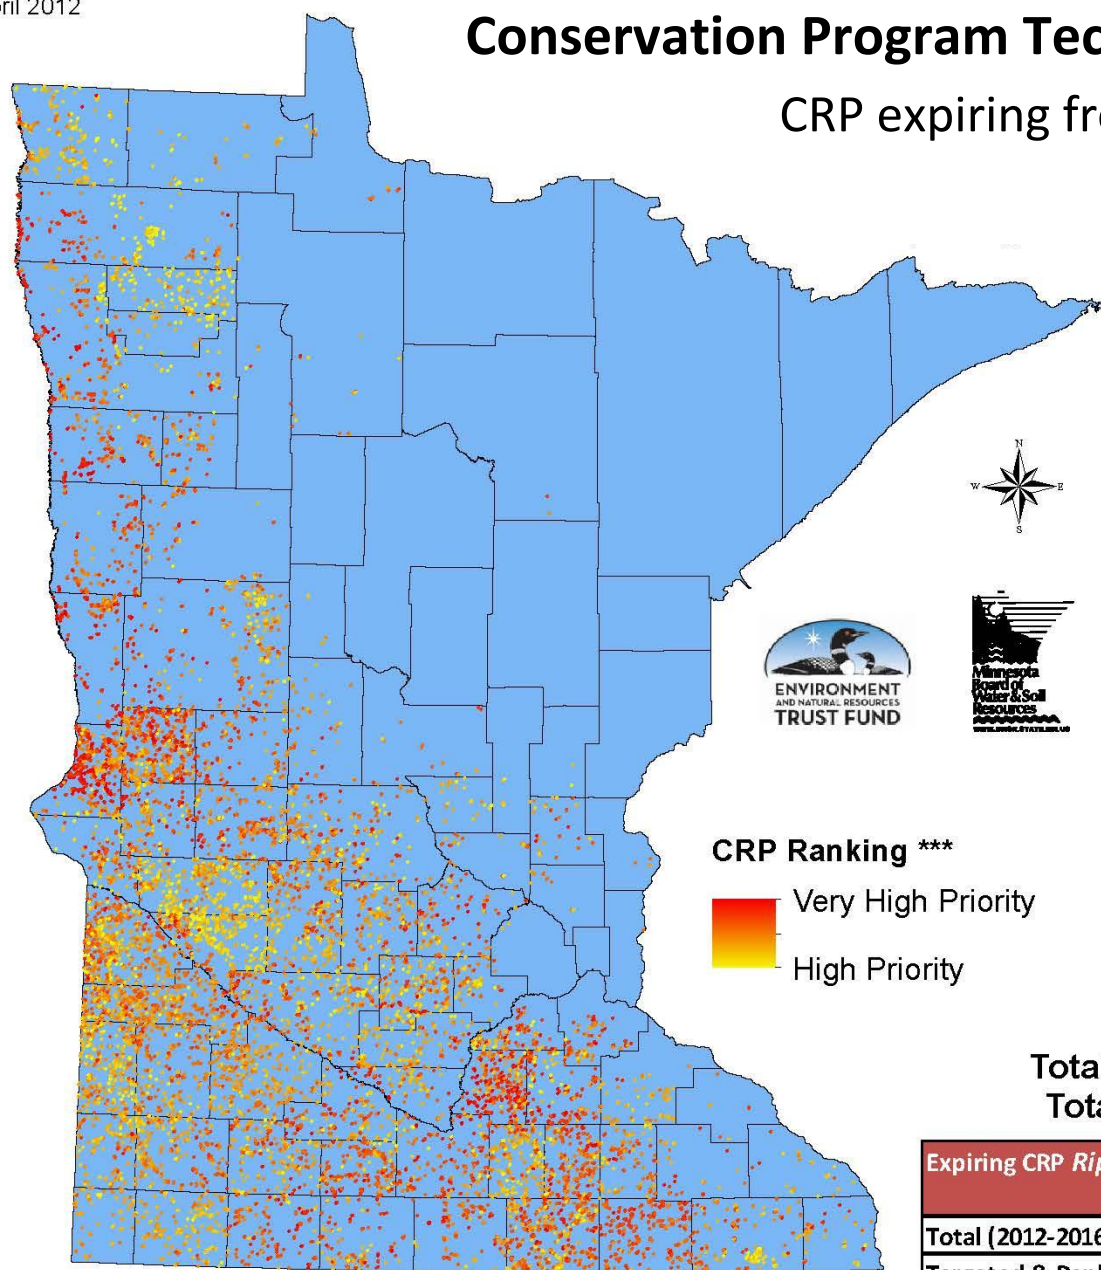 ril 2012
Conservation Program Tec
CRP expiring fr
N
W E
S
ENVIRONMENT
AND NATURAL RESOURCES
TRUST FUND
Minnesota
Board of
Water & Soil
Resources
CRP Ranking ***
Very High Priority
High Priority
Tota
Tota
Expiring CRP Rip
Total (2012-2016